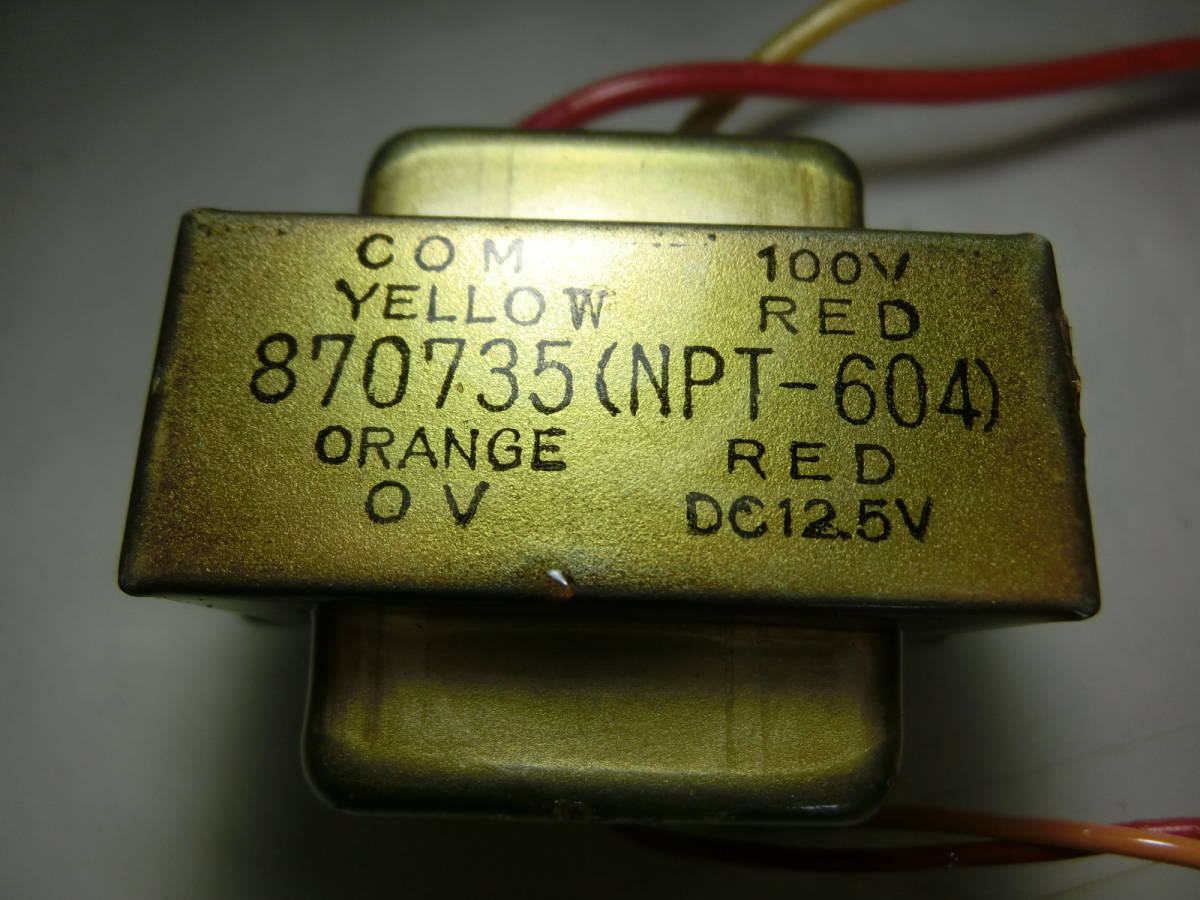 COM 100V
YELLOW RED
870735(NPT-604)
ORANGE RED
0V DC12.5V